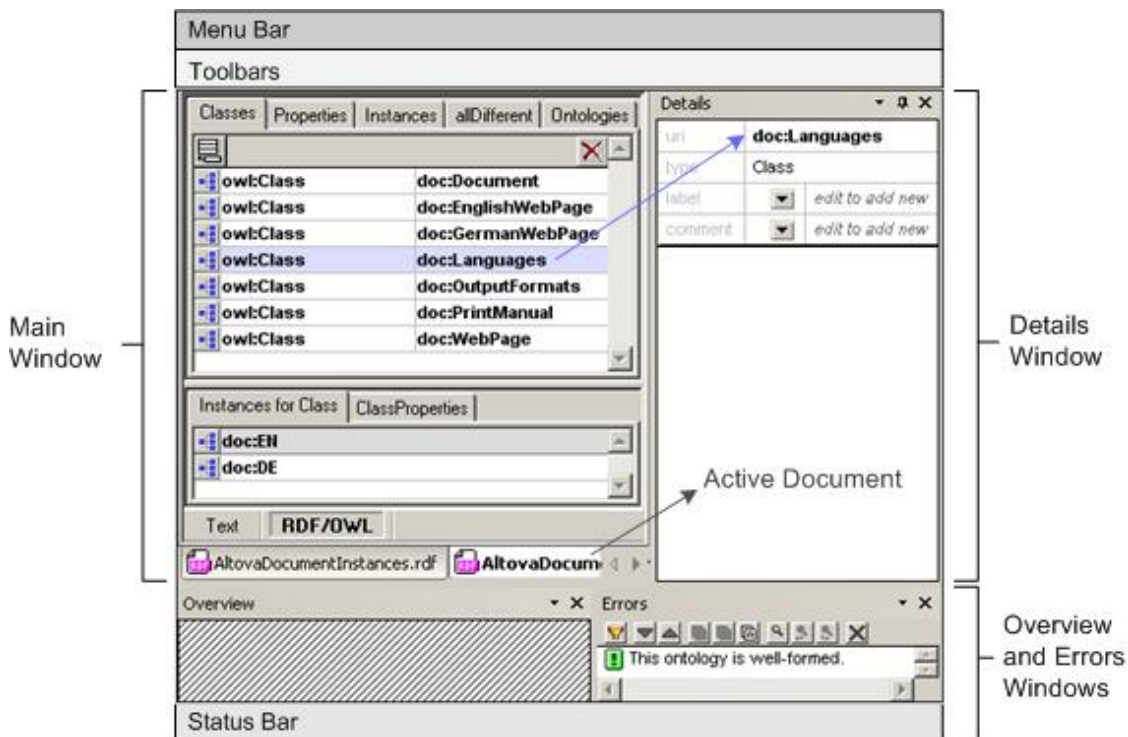 Menu Bar
Toolbars
Classes Properties Instances allDifferent Ontologies
owl:Class doc:Document
owl:Class doc:EnglishWebPage
owl:Class doc:GermanWebPage
owl:Class doc:Languages
owl:Class doc:OutputFormats
owl:Class doc:PrintManual
owl:Class doc:WebPage
Instances for Class ClassProperties
doc:EN
doc:DE
Text RDF/OWL
AltovaDocumentInstances.rdf AltovaDocum
Details
uri doc:Languages
type Class
label edit to add new
comment edit to add new
Active Document
Main
Window
Details
Window
Overview
Errors
This ontology is well-formed.
Overview
and Errors
Windows
Status Bar